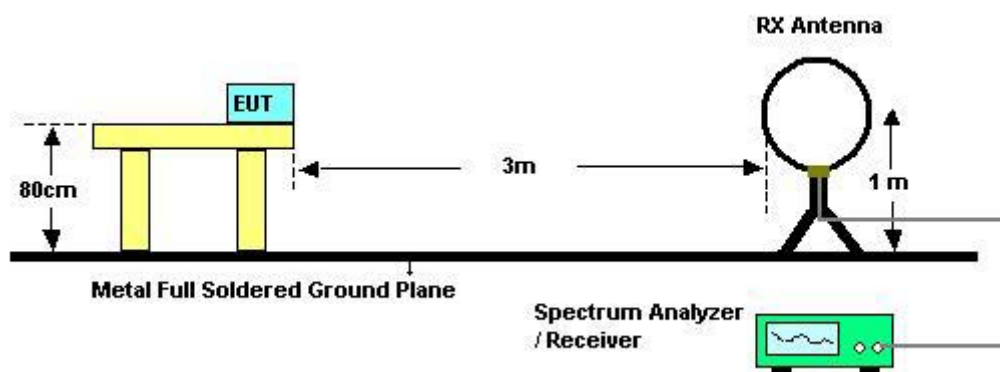 RX Antenna
EUT
3m
80cm
1 m
Metal Full Soldered Ground Plane
Spectrum Analyzer
/ Receiver